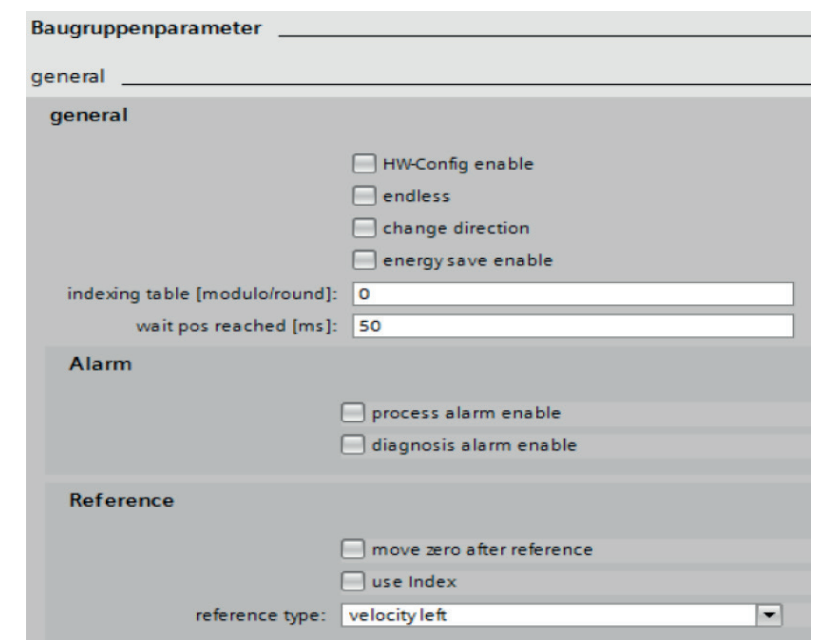 Baugruppenparameter
general
general
HW-Config enable
endless
change direction
energy save enable
indexing table [modulo/round]: 0
wait pos reached [ms]: 50
Alarm
process alarm enable
diagnosis alarm enable
Reference
move zero after reference
use Index
reference type: velocity left